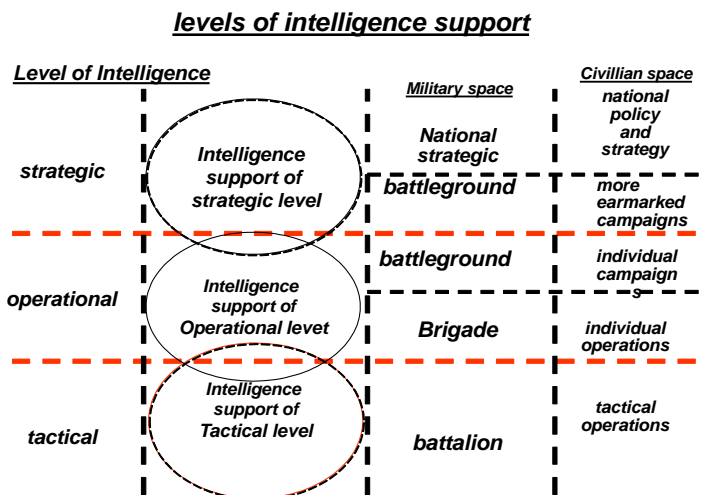 levels of intelligence support
Level of Intelligence
Military space
Civillian space
strategic
Intelligence
support of
strategic level
National
strategic
battleground
national
policy
and
strategy
more
earmarked
campaigns
operational
Intelligence
support of
Operational levet
battleground
Brigade
individual
campaign
s
individual
operations
tactical
Intelligence
support of
Tactical level
battalion
tactical
operations